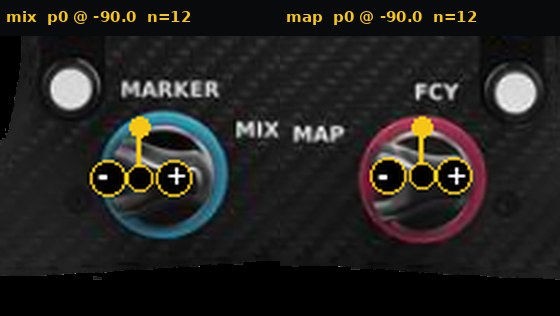 mix p0 @ -90.0 n=12
map p0 @ -90.0 n=12
MARKER
FCY
MIX
MAP
-
+
-
+